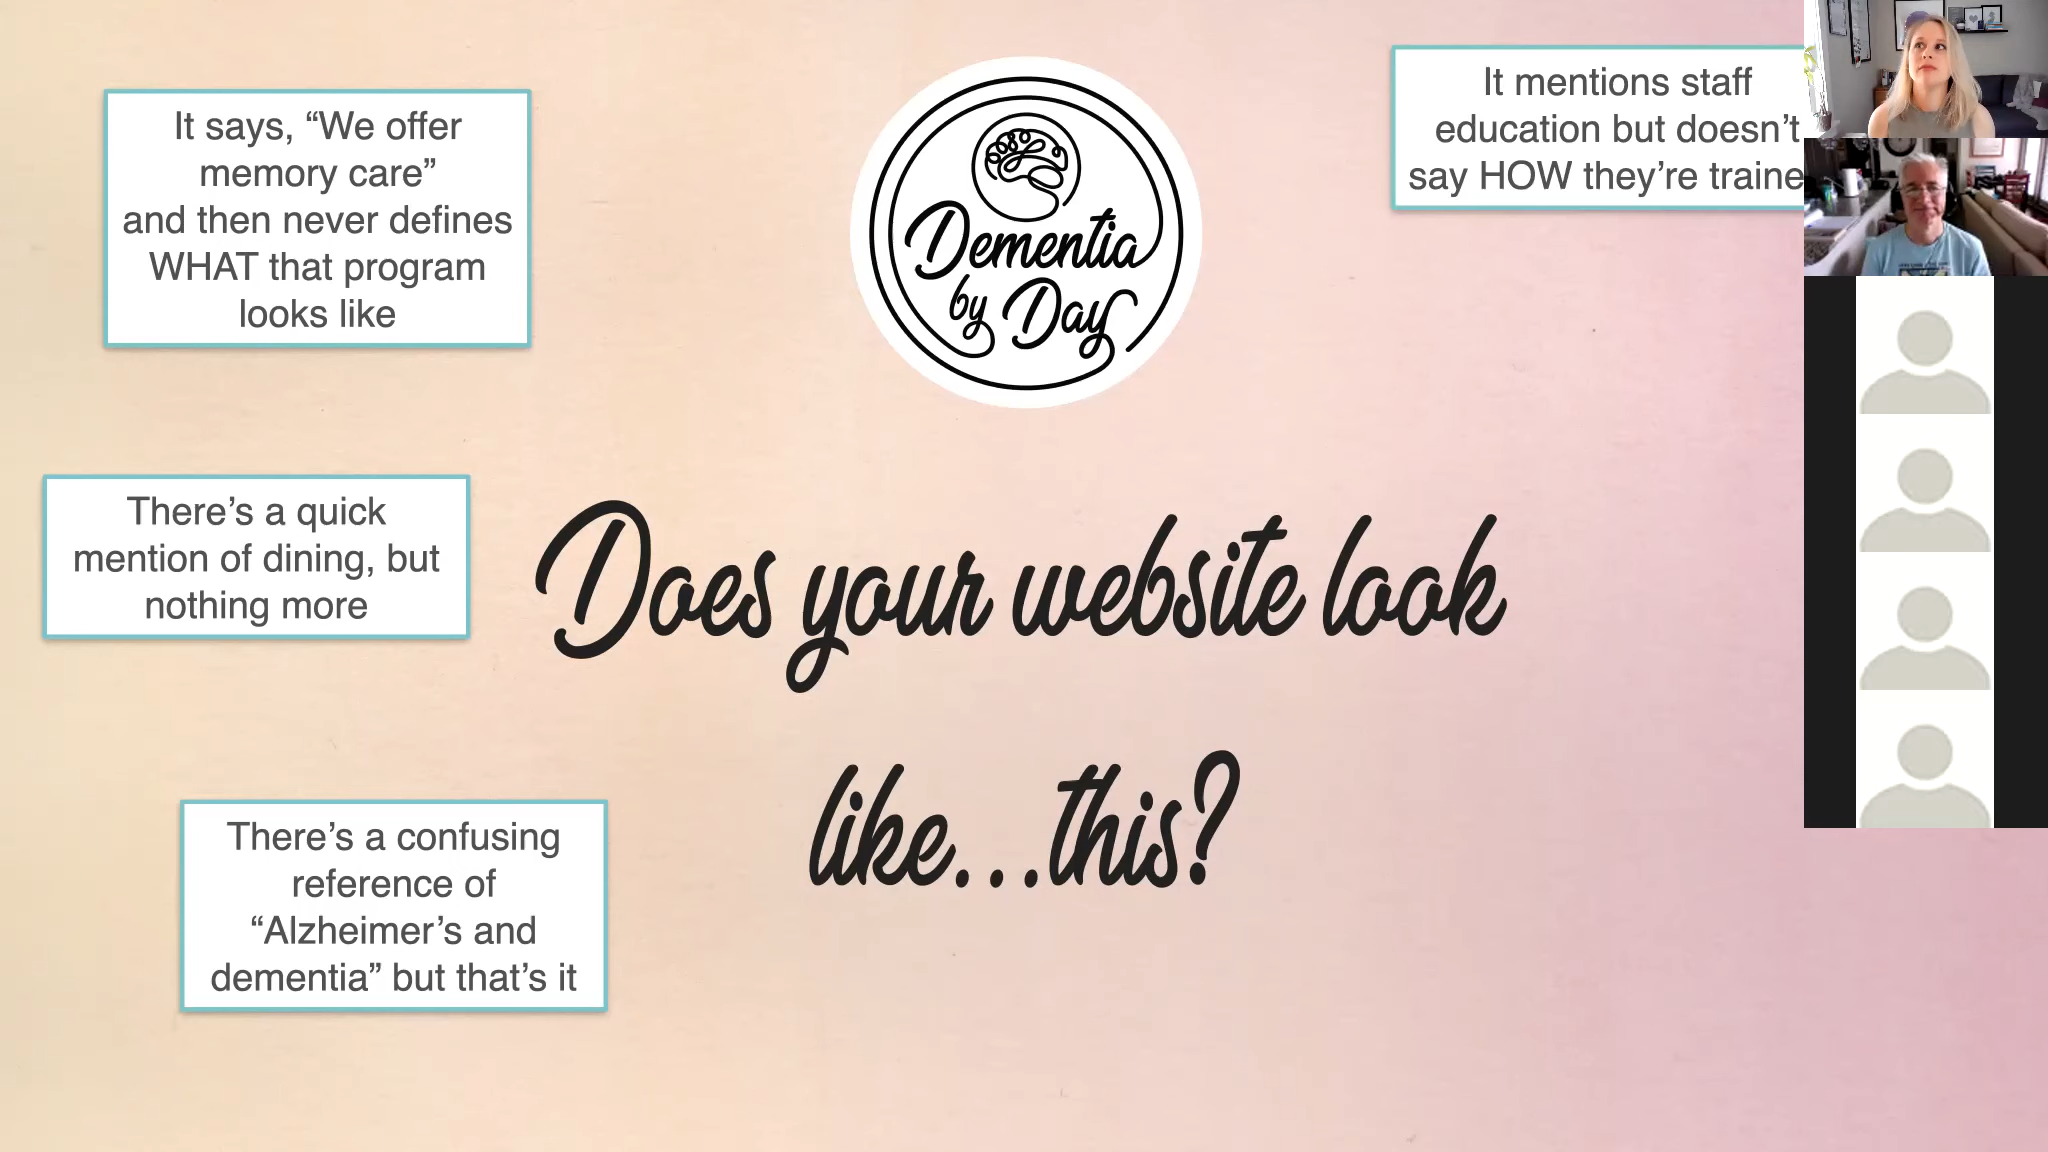 It says, “We offer
memory care”
and then never defines
WHAT that program
looks like
Dementia
by Day
It mentions staff
education but doesn’t
say HOW they’re traine
There’s a quick
mention of dining, but
nothing more
Does your website look
like...this?
There’s a confusing
reference of
“Alzheimer’s and
dementia” but that’s it